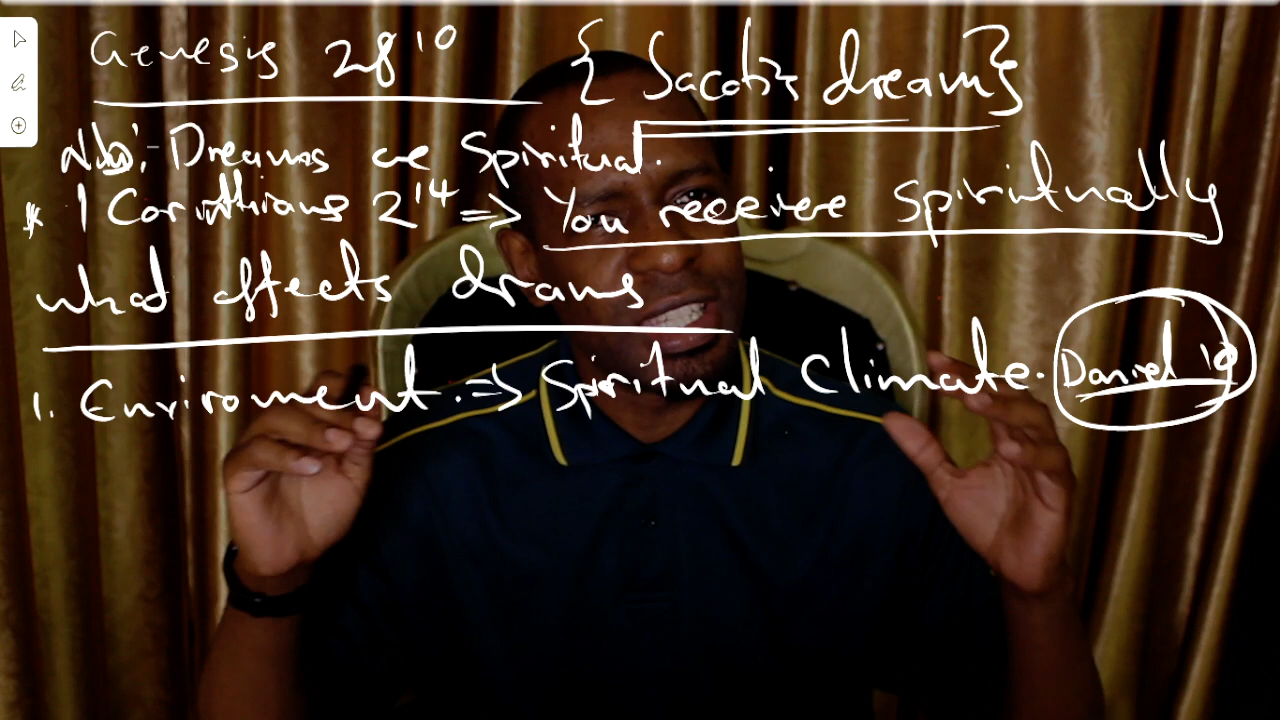 Genesis 28¹⁰ {Jacob's dream}
Nb:- Dreams are Spiritual.
* 1 Corinthians 2¹⁴ => You receive spiritually
what affects drams
1. Enviroment. => Spiritual Climate. Daniel 10